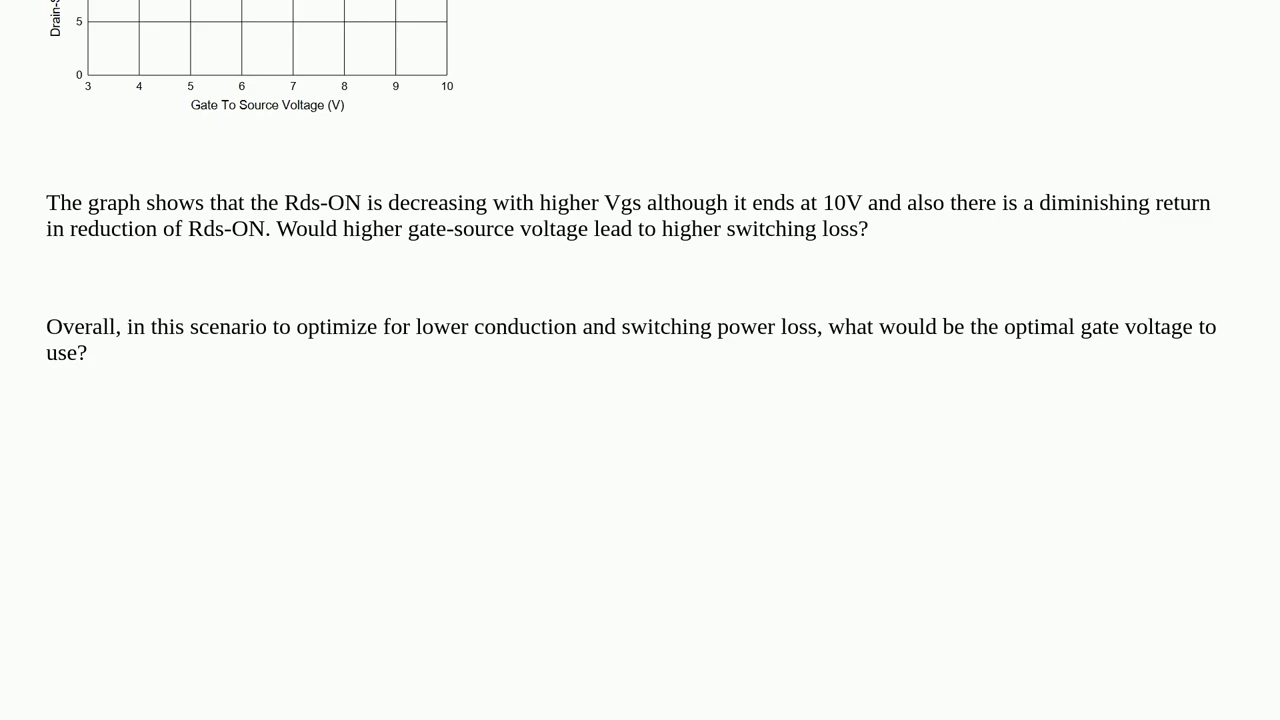 Drain-
5
0
3 4 5 6 7 8 9 10
Gate To Source Voltage (V)
The graph shows that the Rds-ON is decreasing with higher Vgs although it ends at 10V and also there is a diminishing return
in reduction of Rds-ON. Would higher gate-source voltage lead to higher switching loss?
Overall, in this scenario to optimize for lower conduction and switching power loss, what would be the optimal gate voltage to
use?